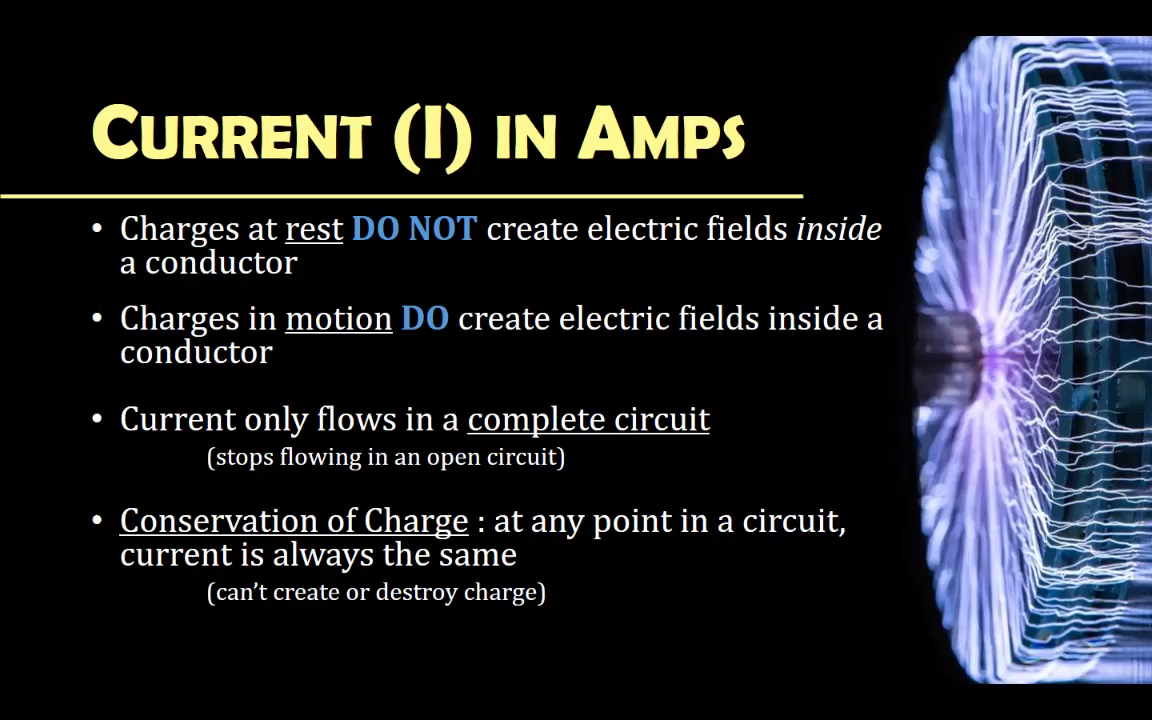 CURRENT (I) IN AMPS
• Charges at rest DO NOT create electric fields inside
a conductor
• Charges in motion DO create electric fields inside a
conductor
• Current only flows in a complete circuit
(stops flowing in an open circuit)
• Conservation of Charge : at any point in a circuit,
current is always the same
(can’t create or destroy charge)